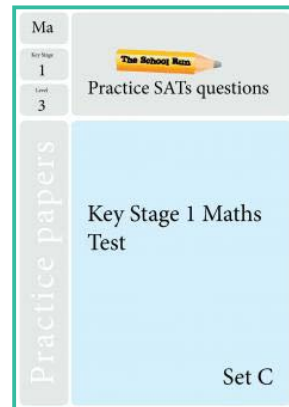 Ma
Key Stage
1
Level
3
The School Run
Practice SATs questions
Practice papers
Key Stage 1 Maths
Test
Set C